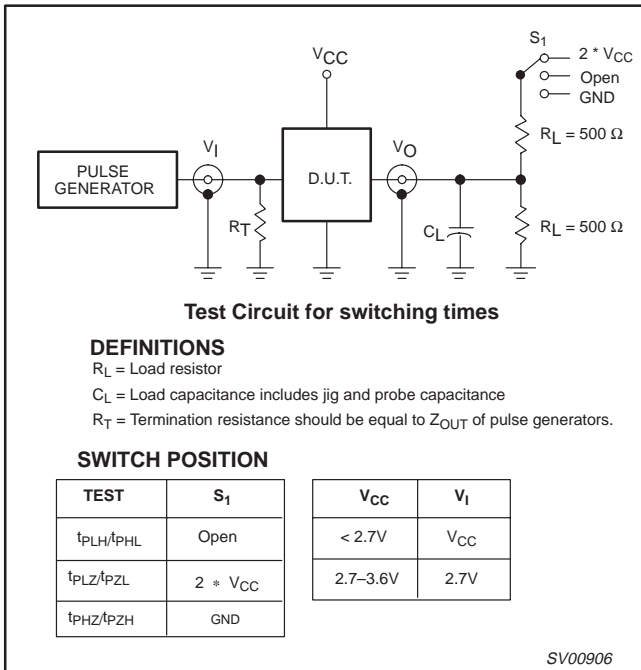 S1
2 * VCC
Open
GND
VCC
RL = 500 Ω
VI
VO
PULSE
GENERATOR
D.U.T.
RT
CL
RL = 500 Ω
Test Circuit for switching times
DEFINITIONS
RL = Load resistor
CL = Load capacitance includes jig and probe capacitance
RT = Termination resistance should be equal to ZOUT of pulse generators.
SWITCH POSITION
TEST S1
tPLH/tPHL Open
tPLZ/tPZL 2 * VCC
tPHZ/tPZH GND
VCC VI
< 2.7V VCC
2.7–3.6V 2.7V
SV00906